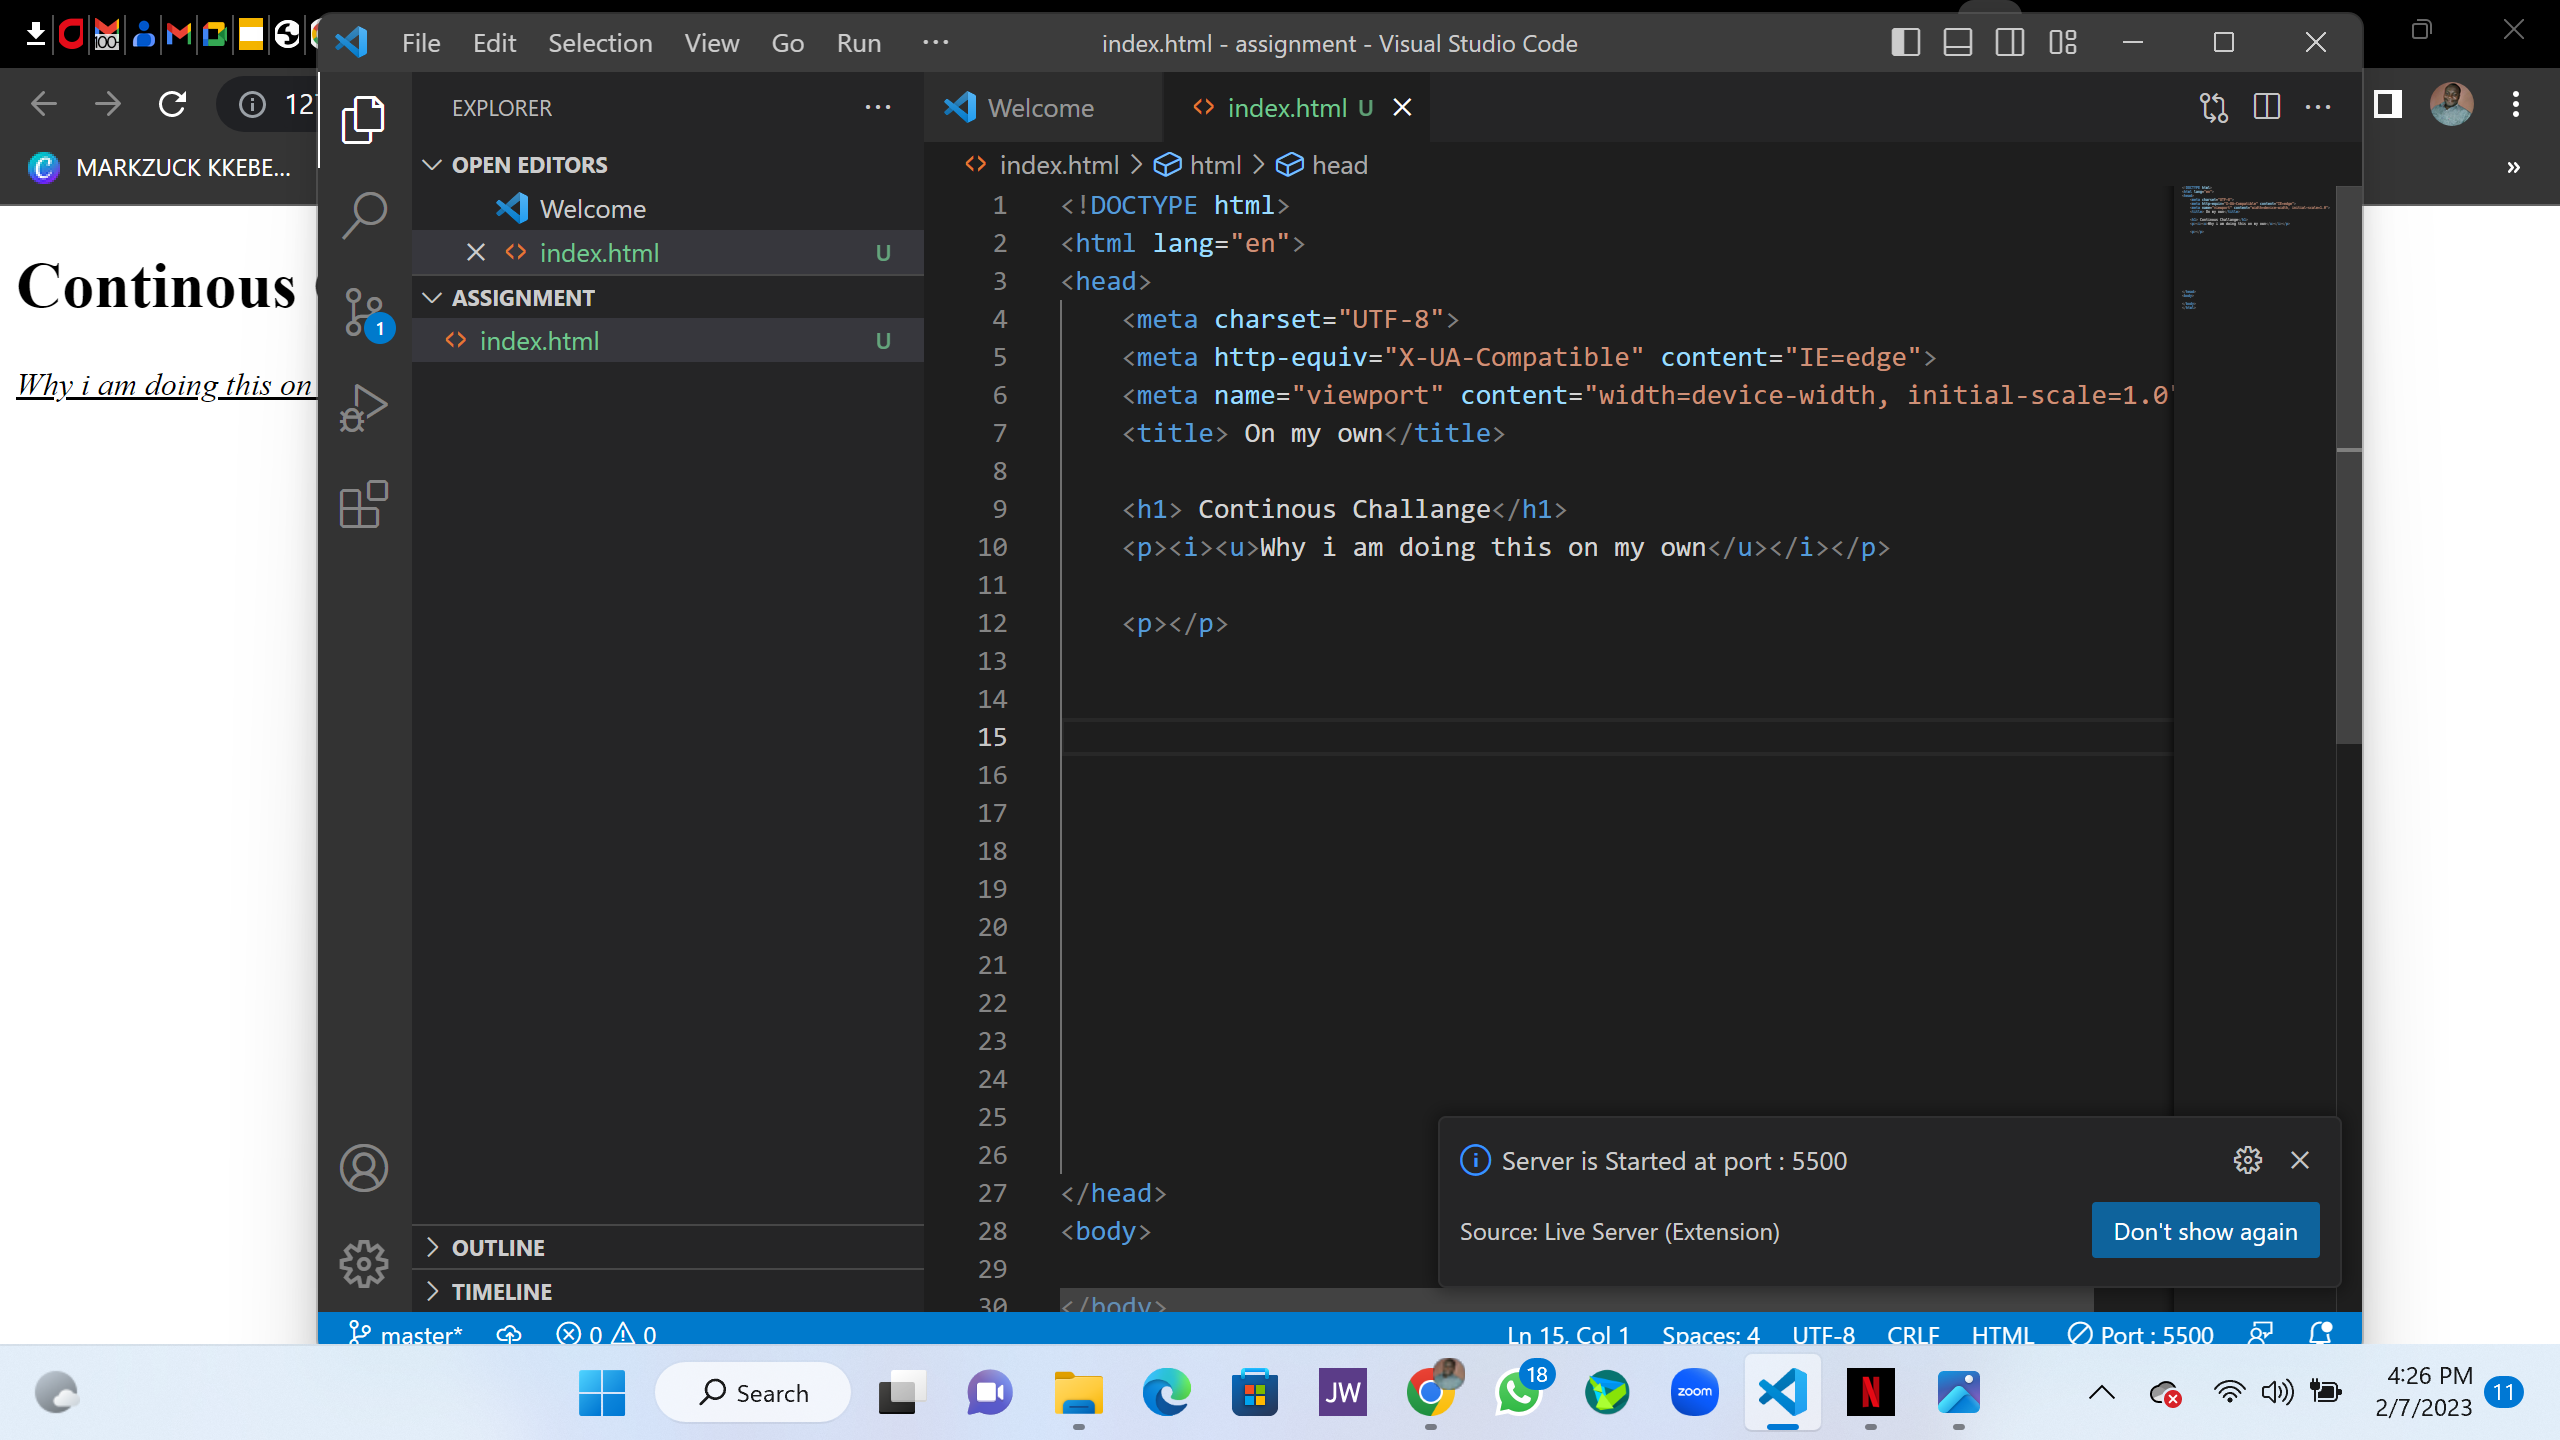 File Edit Selection View Go Run ··· index.html - assignment - Visual Studio Code
MARKZUCK KKEBE...
Continous
Why i am doing this on
EXPLORER
OPEN EDITORS
Welcome
index.html U
ASSIGNMENT
index.html U
1
OUTLINE
TIMELINE
Welcome index.html U
index.html > html > head
1 <!DOCTYPE html>
2 <html lang="en">
3 <head>
4 <meta charset="UTF-8">
5 <meta http-equiv="X-UA-Compatible" content="IE=edge">
6 <meta name="viewport" content="width=device-width, initial-scale=1.0"
7 <title> On my own</title>
8
9 <h1> Continous Challange</h1>
10 <p><i><u>Why i am doing this on my own</u></i></p>
11
12 <p></p>
13
14
15
16
17
18
19
20
21
22
23
24
25
26
27 </head>
28 <body>
29
30 </body>
Server is Started at port : 5500
Source: Live Server (Extension)
Don't show again
master* 0 0 Ln 15, Col 1 Spaces: 4 UTF-8 CRLF HTML Port : 5500
Search
JW
18
zoom
N
4:26 PM
2/7/2023
11